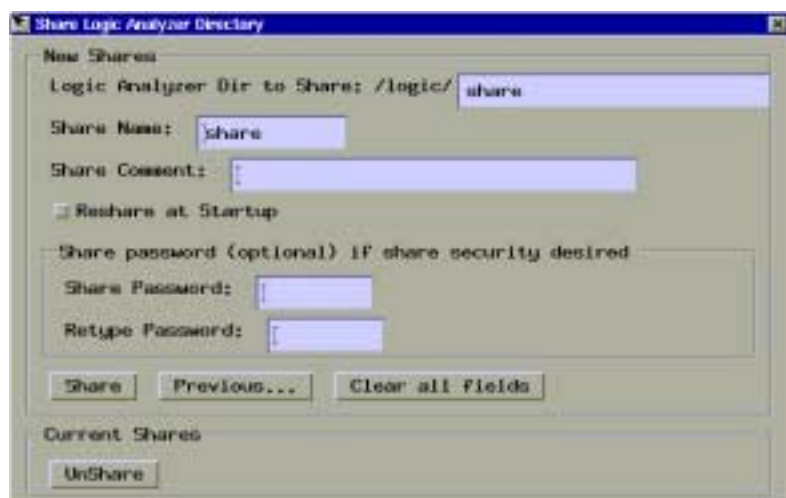 Share Logic Analyzer Directory
New Shares
Logic Analyzer Dir to Share: /logic/ share
Share Name: share
Share Comment:
Reshare at Startup
Share password (optional) if share security desired
Share Password:
Retype Password:
Share Previous... Clear all fields
Current Shares
UnShare